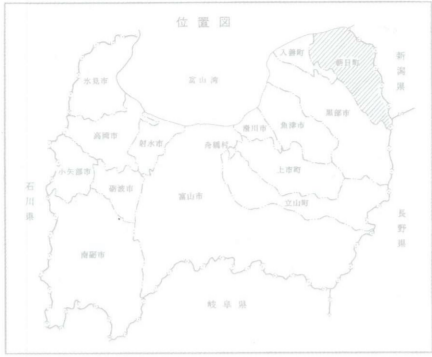 位置図
入善町
朝日町
新潟県
氷見市
富山湾
黒部市
滑川市
魚津市
高岡市
射水市
舟橋村
小矢部市
砺波市
上市町
石川県
富山市
立山町
長野県
南砺市
岐阜県